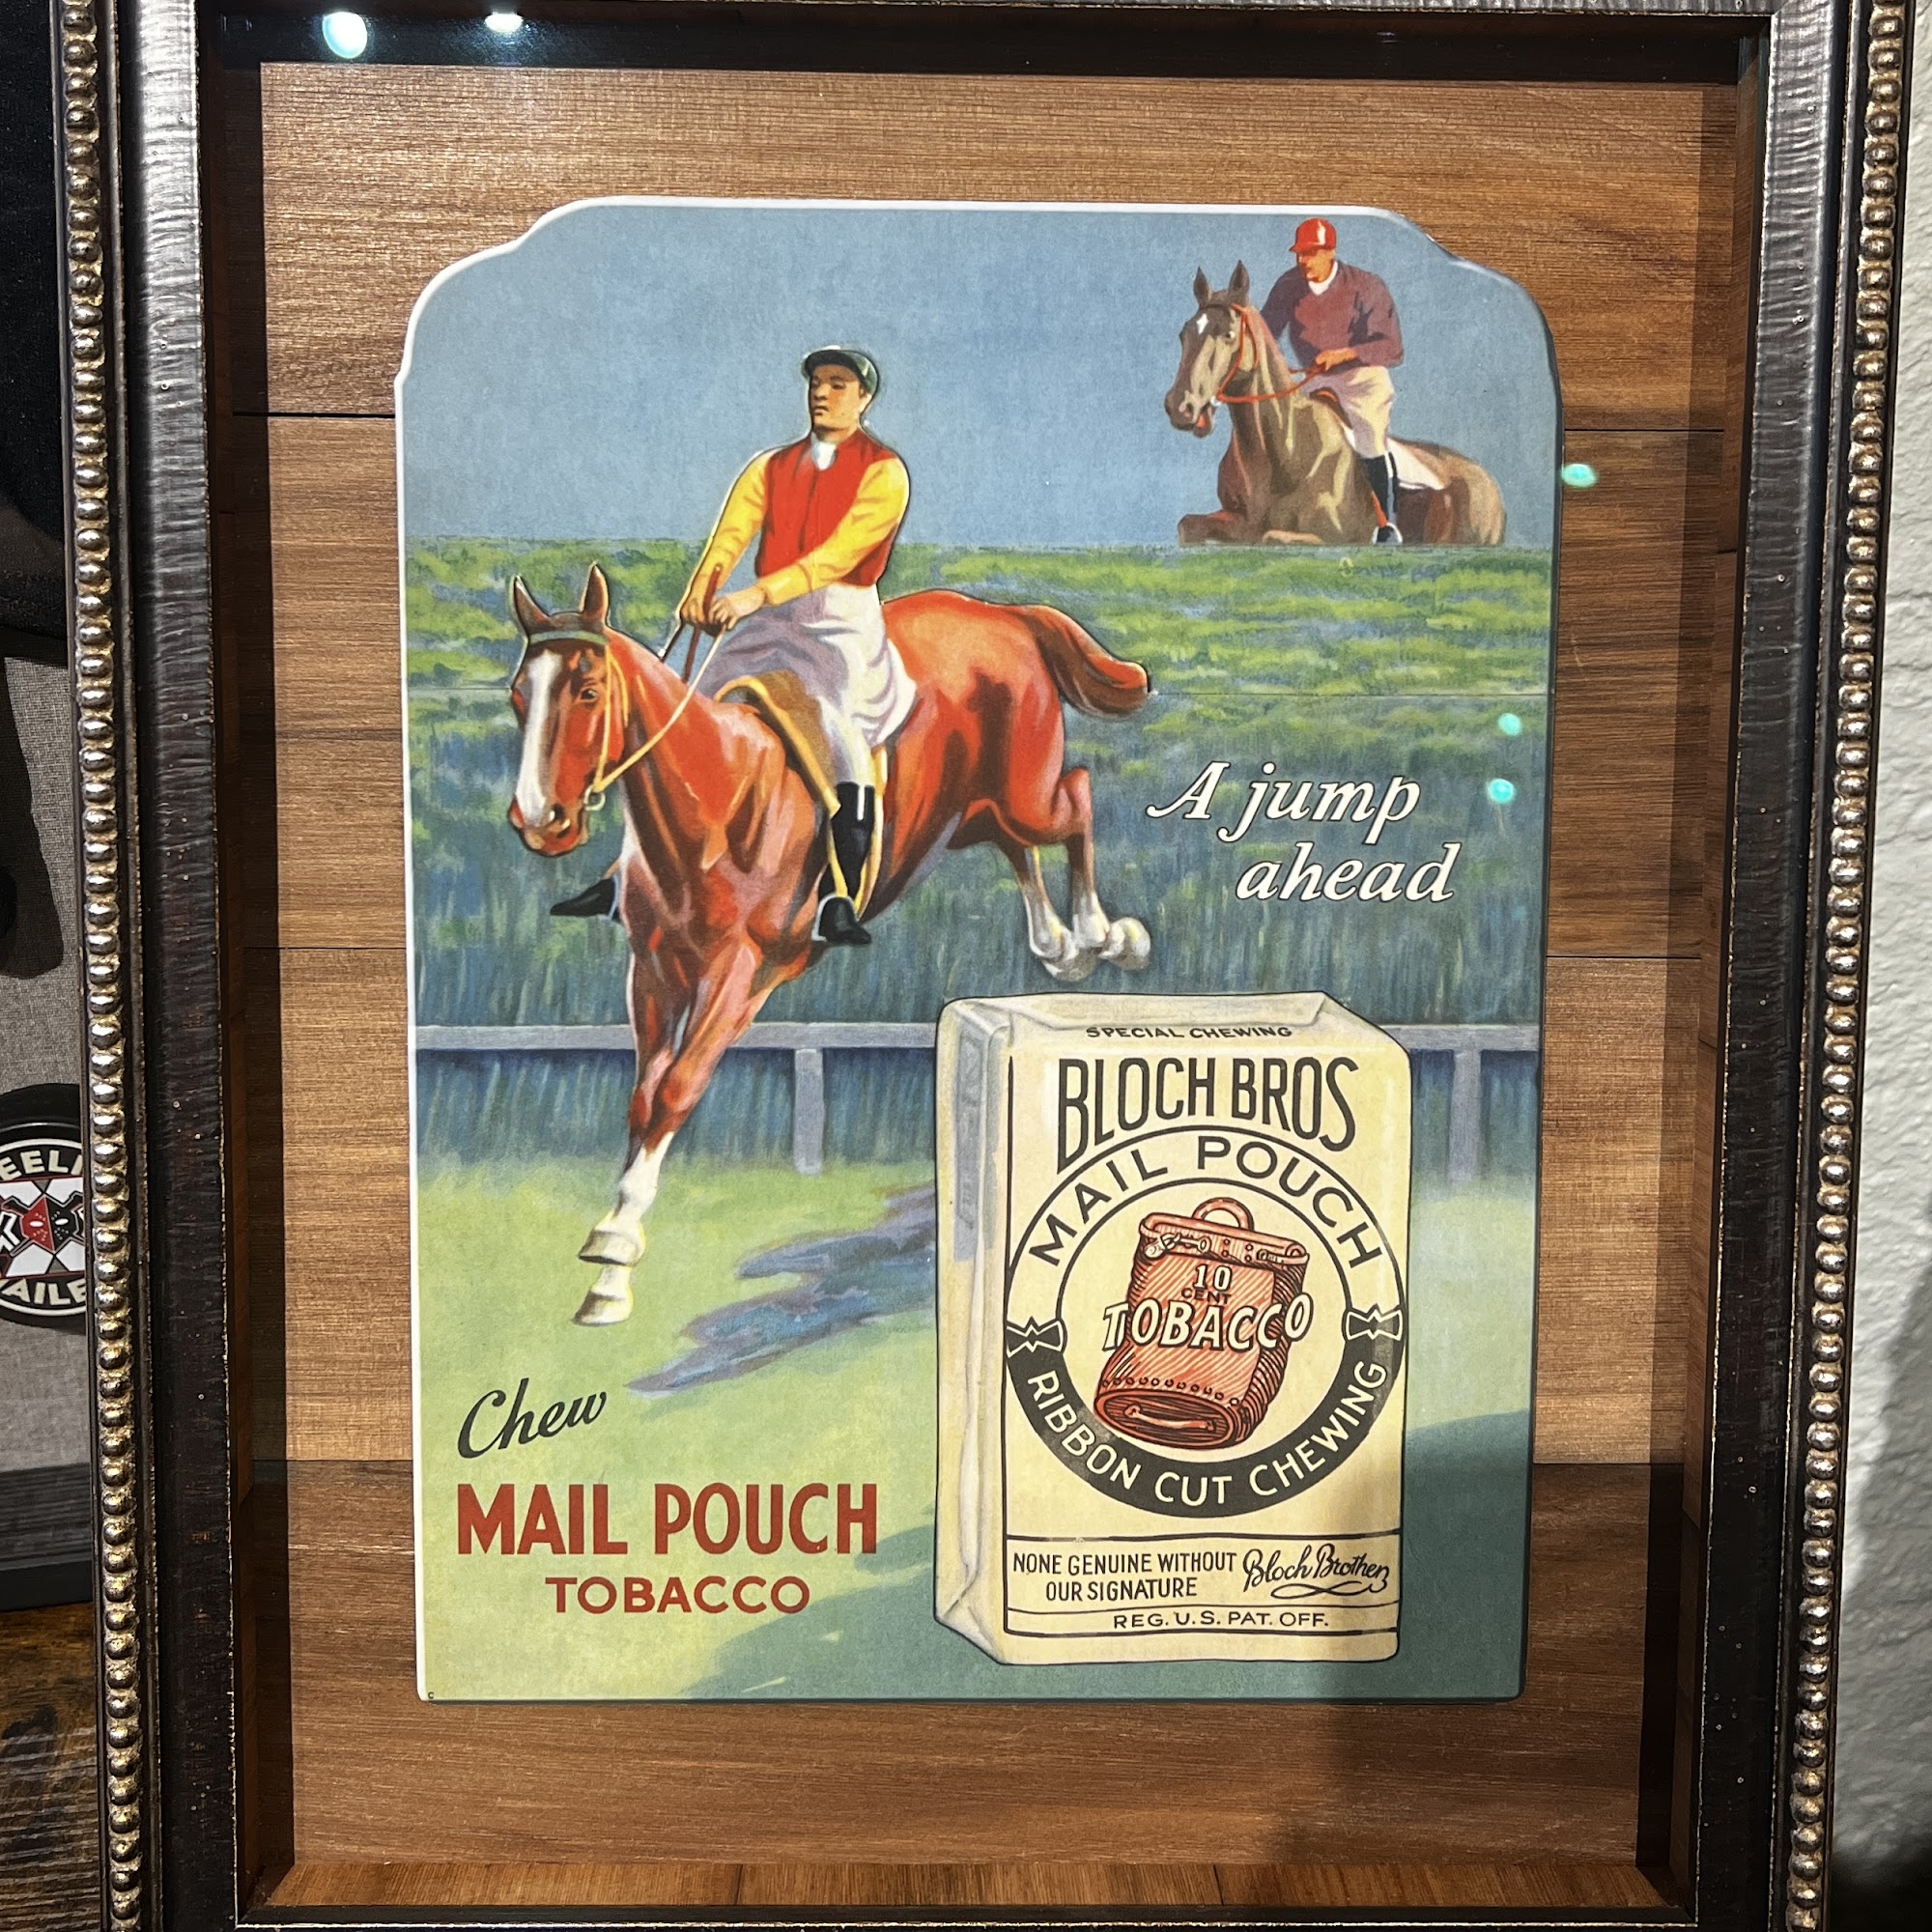 A jump
ahead
SPECIAL CHEWING
BLOCH BROS
MAIL POUCH
10
CENT
TOBACCO
RIBBON CUT CHEWING
NONE GENUINE WITHOUT
OUR SIGNATURE
Bloch Brothers
REG. U.S. PAT. OFF.
Chew
MAIL POUCH
TOBACCO